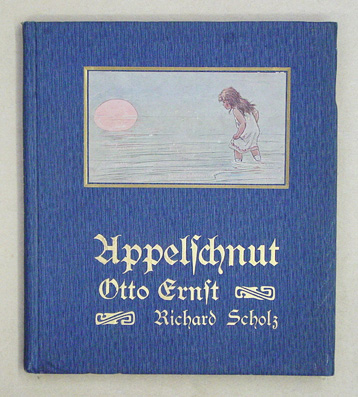 Appelſchnut
Otto Ernſt
Richard Scholz